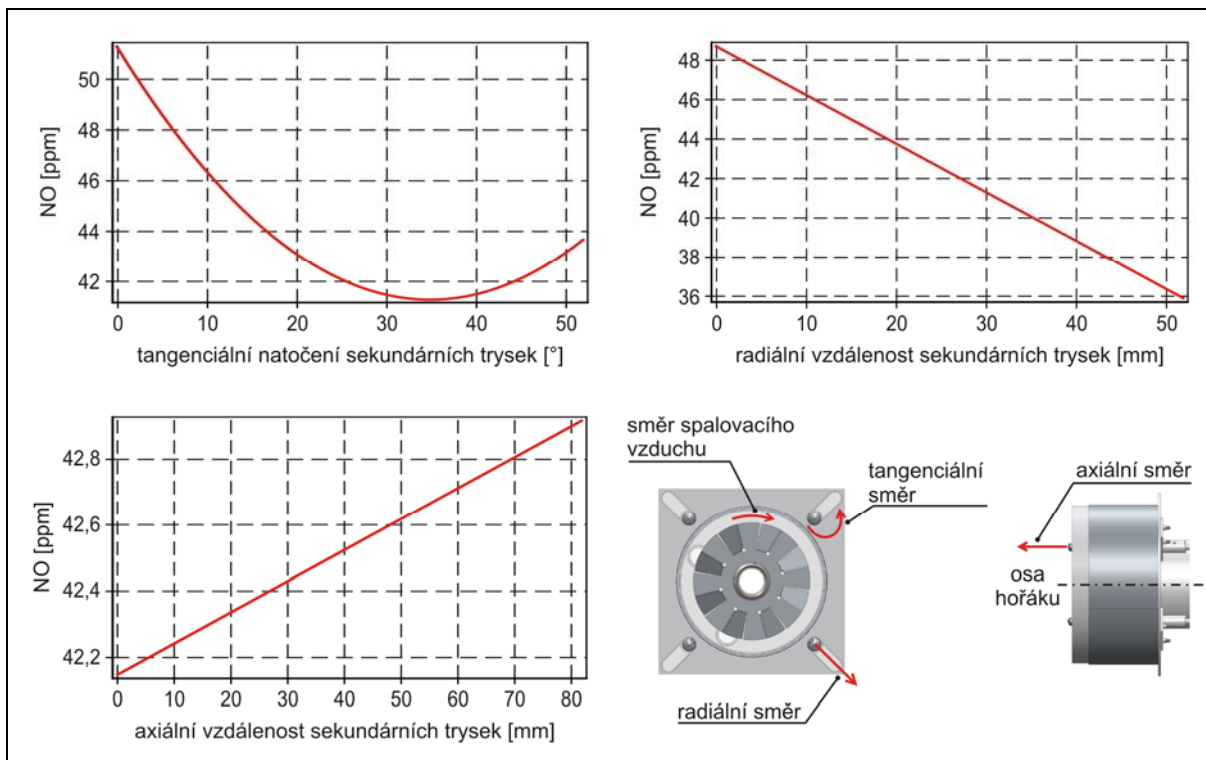 NO [ppm]
50
48
46
44
42
0 10 20 30 40 50
tangenciální natočení sekundárních trysek [°]
NO [ppm]
48
46
44
42
40
38
36
0 10 20 30 40 50
radiální vzdálenost sekundárních trysek [mm]
NO [ppm]
42,8
42,6
42,4
42,2
0 10 20 30 40 50 60 70 80
axiální vzdálenost sekundárních trysek [mm]
směr spalovacího
vzduchu
tangenciální
směr
radiální směr
axiální směr
osa
hořáku